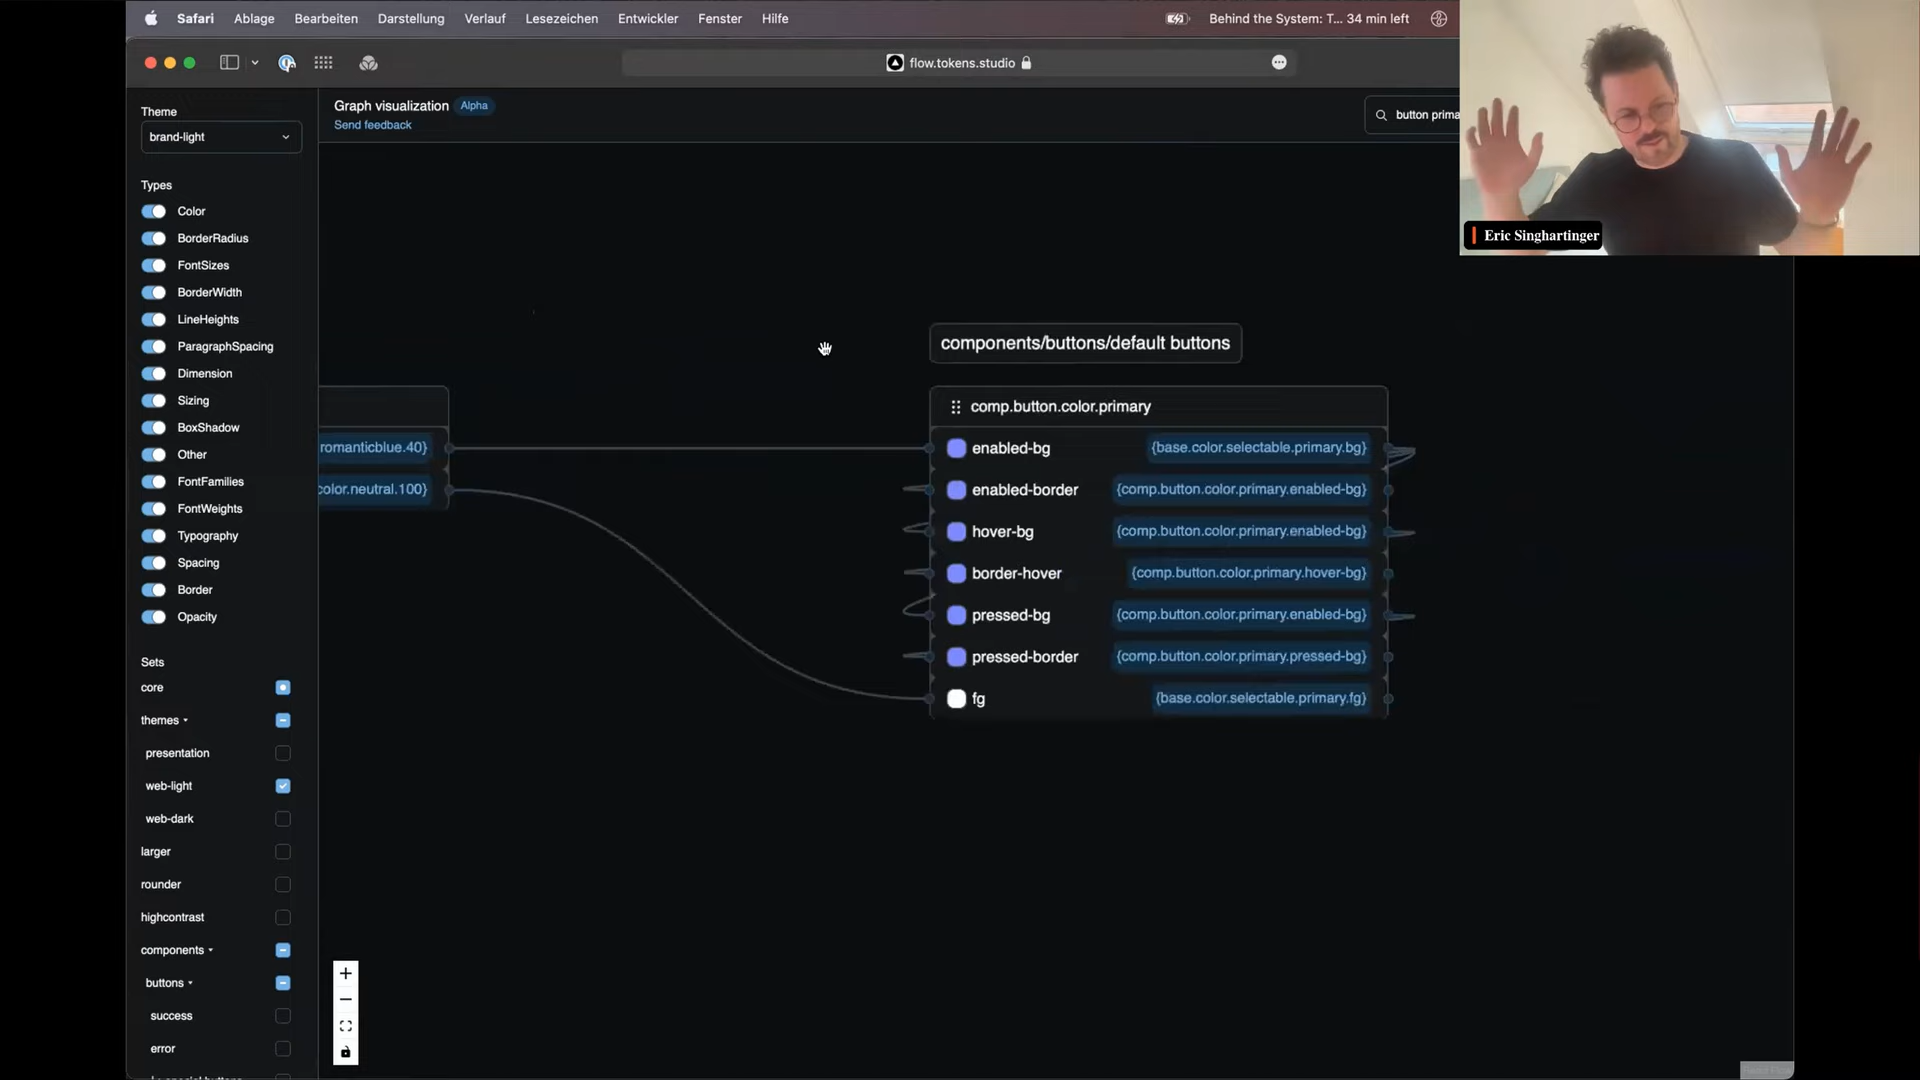 Safari Ablage Bearbeiten Darstellung Verlauf Lesezeichen Entwickler Fenster Hilfe
Behind the System: T... 34 min left
flow.tokens.studio
Theme
brand-light
Graph visualization Alpha
Send feedback
button prima
Eric Singhartinger
Types
Color
BorderRadius
FontSizes
BorderWidth
LineHeights
ParagraphSpacing
Dimension
Sizing
BoxShadow
Other
FontFamilies
FontWeights
Typography
Spacing
Border
Opacity
Sets
core
themes
presentation
web-light
web-dark
larger
rounder
highcontrast
components
buttons
success
error
romanticblue.40}
color.neutral.100}
components/buttons/default buttons
comp.button.color.primary
enabled-bg {base.color.selectable.primary.bg}
enabled-border {comp.button.color.primary.enabled-bg}
hover-bg {comp.button.color.primary.enabled-bg}
border-hover {comp.button.color.primary.hover-bg}
pressed-bg {comp.button.color.primary.enabled-bg}
pressed-border {comp.button.color.primary.pressed-bg}
fg {base.color.selectable.primary.fg}